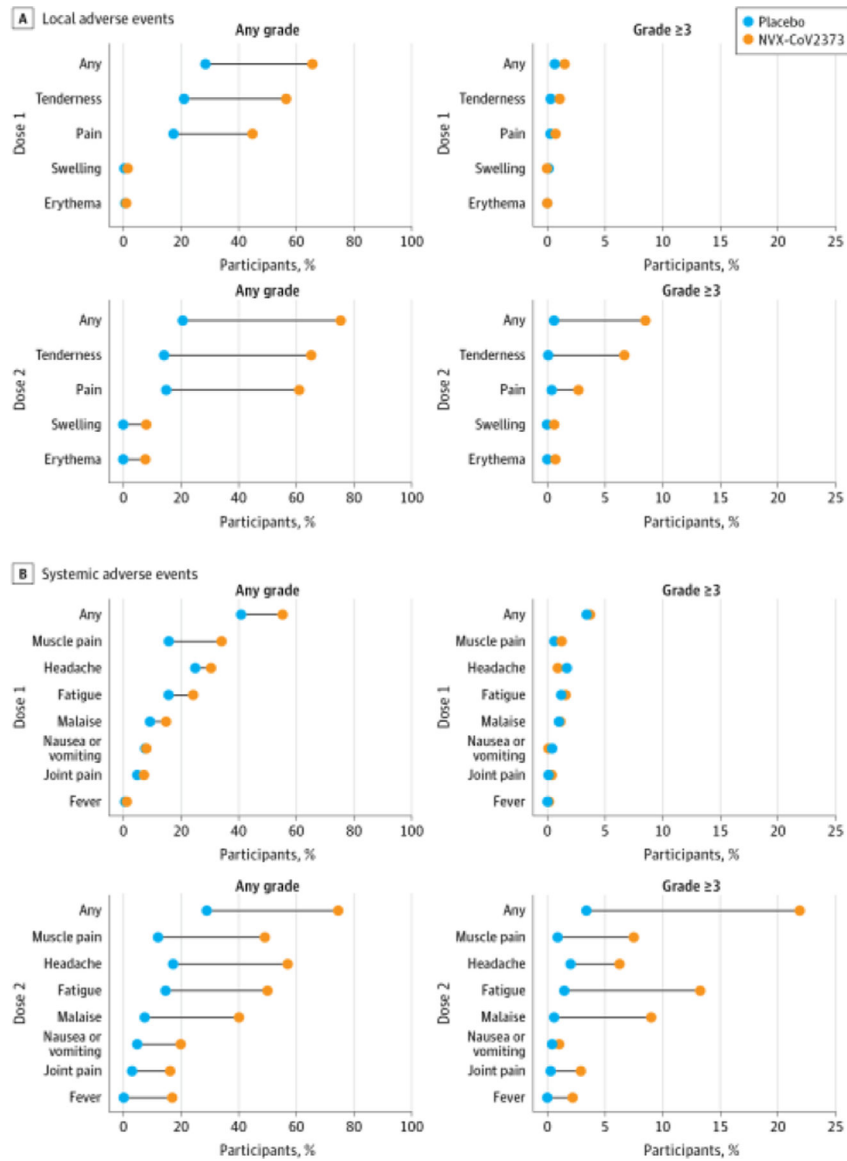 A Local adverse events
Any grade
Grade ≥3
Placebo
NVX-CoV2373
Dose 1
Any
Tenderness
Pain
Swelling
Erythema
0 20 40 60 80 100
Participants, %
Dose 1
Any
Tenderness
Pain
Swelling
Erythema
0 5 10 15 20 25
Participants, %
Any grade
Dose 2
Any
Tenderness
Pain
Swelling
Erythema
0 20 40 60 80 100
Participants, %
Grade ≥3
Dose 2
Any
Tenderness
Pain
Swelling
Erythema
0 5 10 15 20 25
Participants, %
B Systemic adverse events
Any grade
Dose 1
Any
Muscle pain
Headache
Fatigue
Malaise
Nausea or
vomiting
Joint pain
Fever
0 20 40 60 80 100
Participants, %
Grade ≥3
Dose 1
Any
Muscle pain
Headache
Fatigue
Malaise
Nausea or
vomiting
Joint pain
Fever
0 5 10 15 20 25
Participants, %
Any grade
Dose 2
Any
Muscle pain
Headache
Fatigue
Malaise
Nausea or
vomiting
Joint pain
Fever
0 20 40 60 80 100
Participants, %
Grade ≥3
Dose 2
Any
Muscle pain
Headache
Fatigue
Malaise
Nausea or
vomiting
Joint pain
Fever
0 5 10 15 20 25
Participants, %